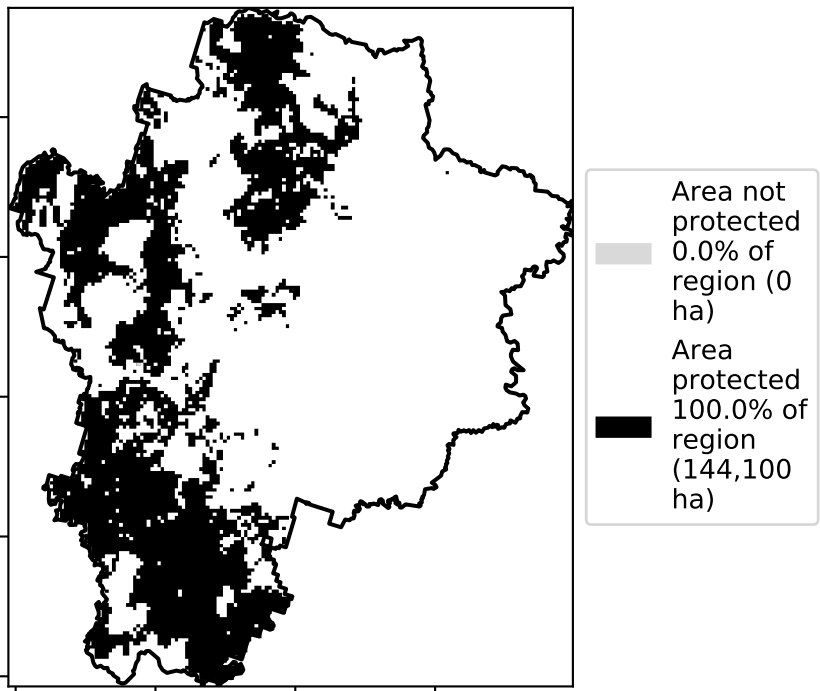 Area not
protected
0.0% of
region (0
ha)
Area
protected
100.0% of
region
(144,100
ha)